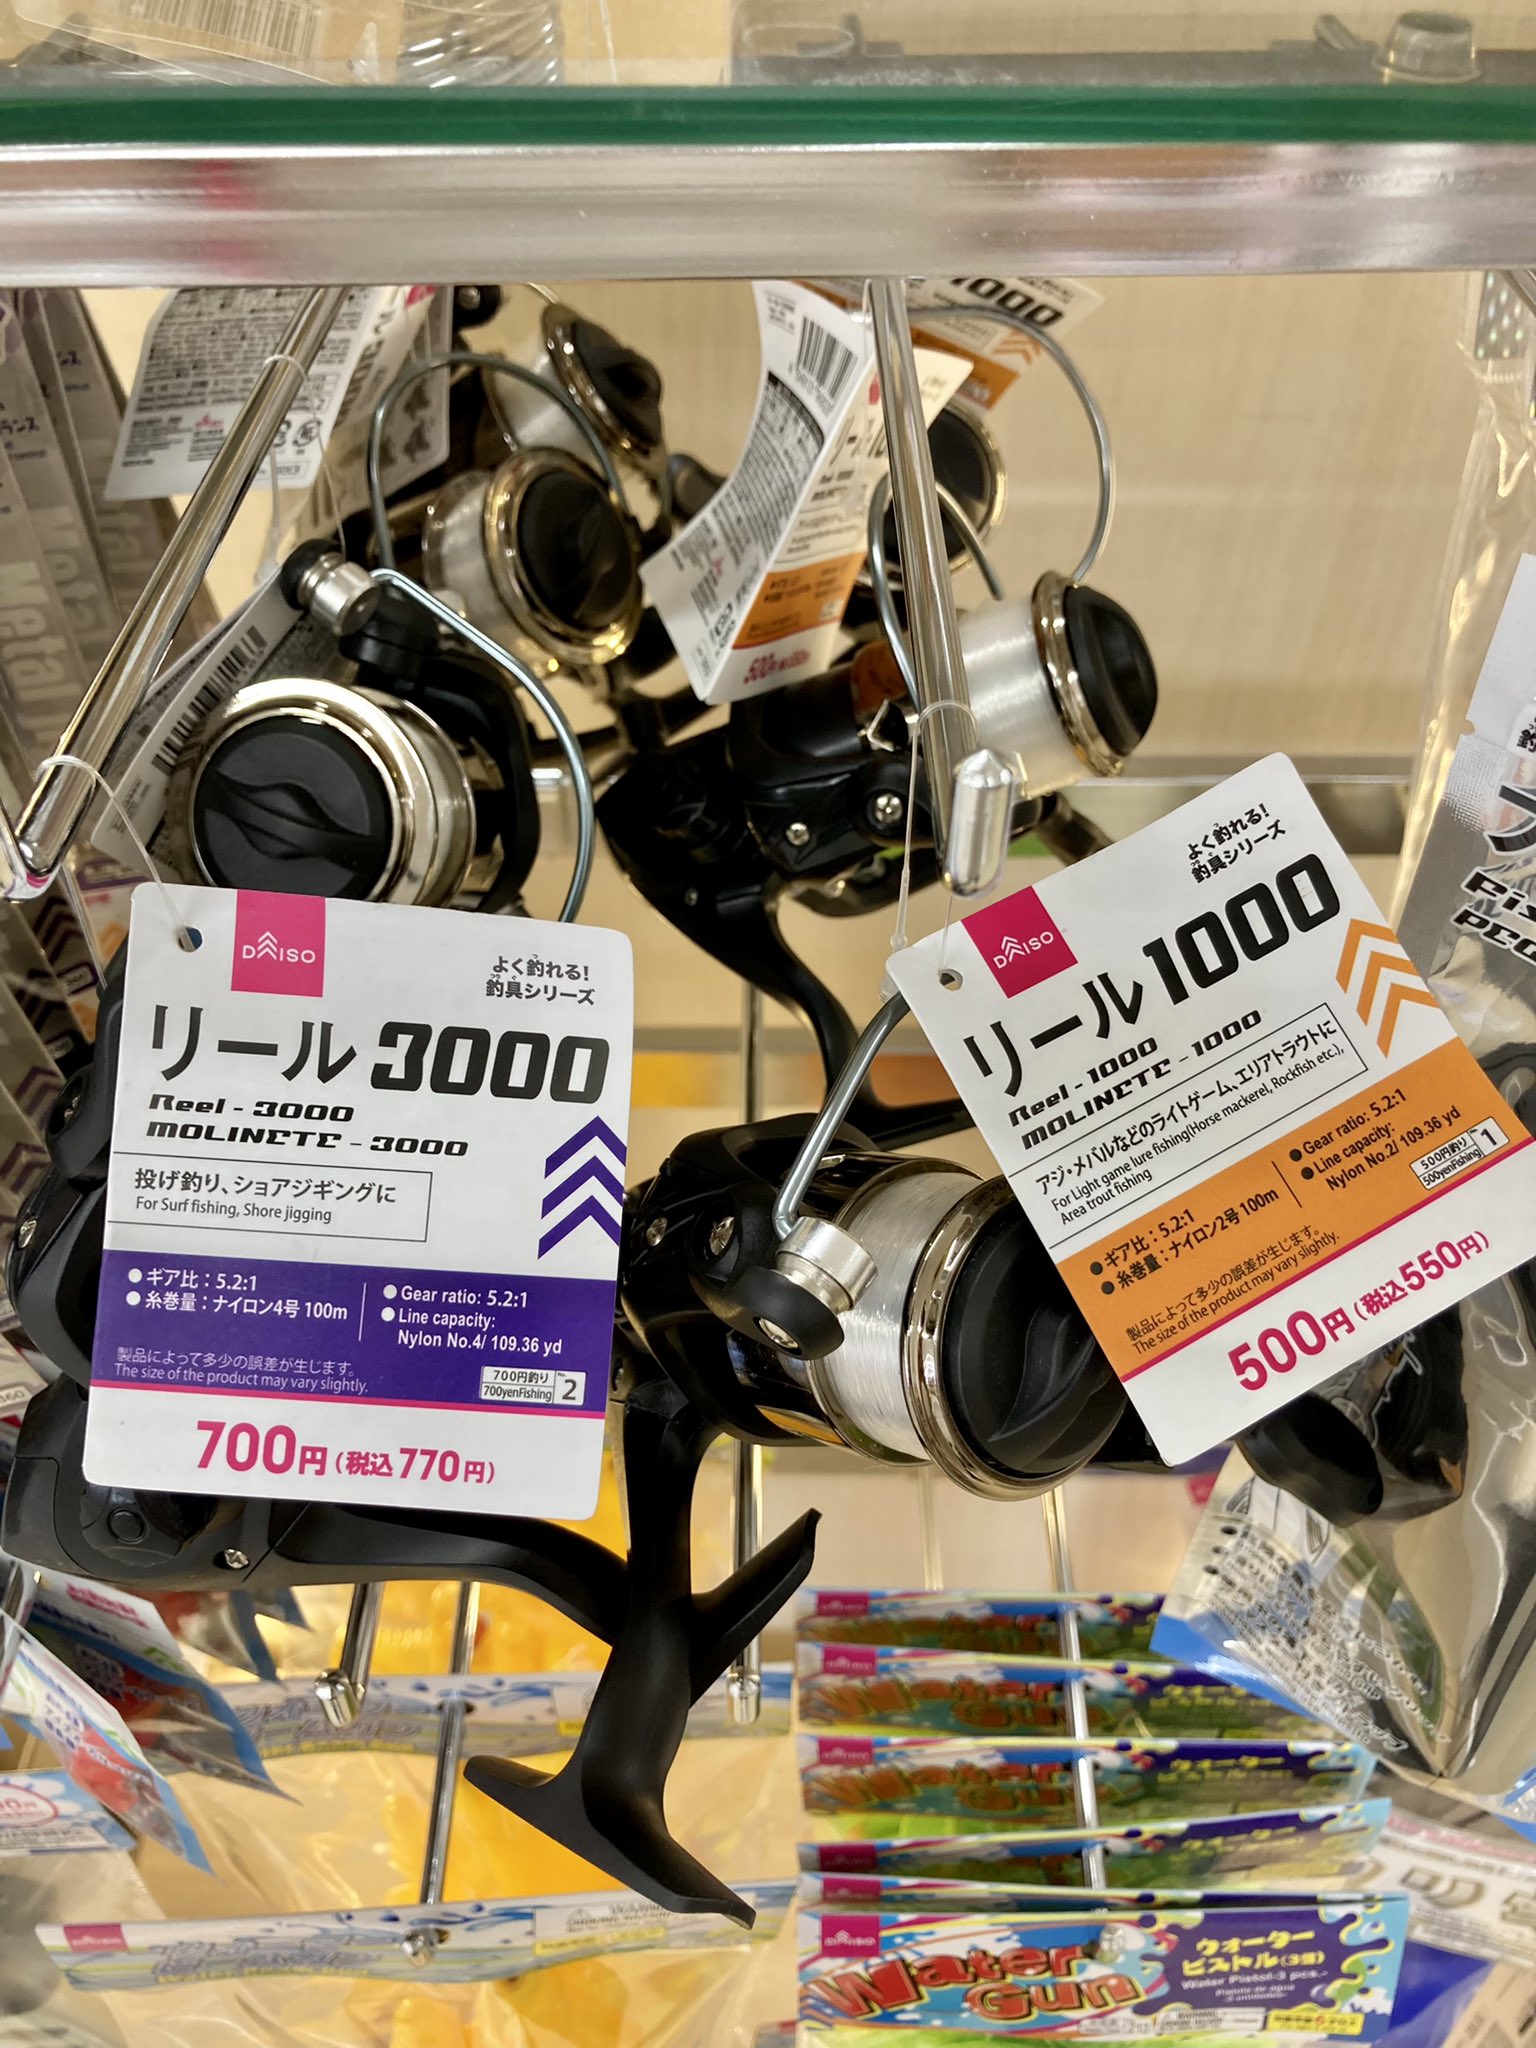 DAISO
よく釣れる!
釣具シリーズ
リール 3000
Reel - 3000
MOLINETE - 3000
投げ釣り、ショアジギングに
For Surf fishing, Shore jigging
●ギア比：5.2:1
●糸巻量：ナイロン4号 100m
●Gear ratio: 5.2:1
●Line capacity:
Nylon No.4/ 109.36 yd
製品によって多少の誤差が生じます。
The size of the product may vary slightly.
700円釣り
700yenFishing
No.
2
700円(税込770円)
DAISO
よく釣れる!
釣具シリーズ
リール 1000
Reel - 1000
MOLINETE - 1000
アジ・メバルなどのライトゲーム、エリアトラウトに
For Light game lure fishing(Horse mackerel, Rockfish etc.),
Area trout fishing
●ギア比：5.2:1
●糸巻量：ナイロン2号 100m
●Gear ratio: 5.2:1
●Line capacity:
Nylon No.2/ 109.36 yd
製品によって多少の誤差が生じます。
The size of the product may vary slightly.
500円釣り
500yenFishing
No.
1
500円(税込550円)
1000
Metal
DAISO
Water
Gun
ウォーター
ピストル(3個)
Water Pistol-3 pcs.-